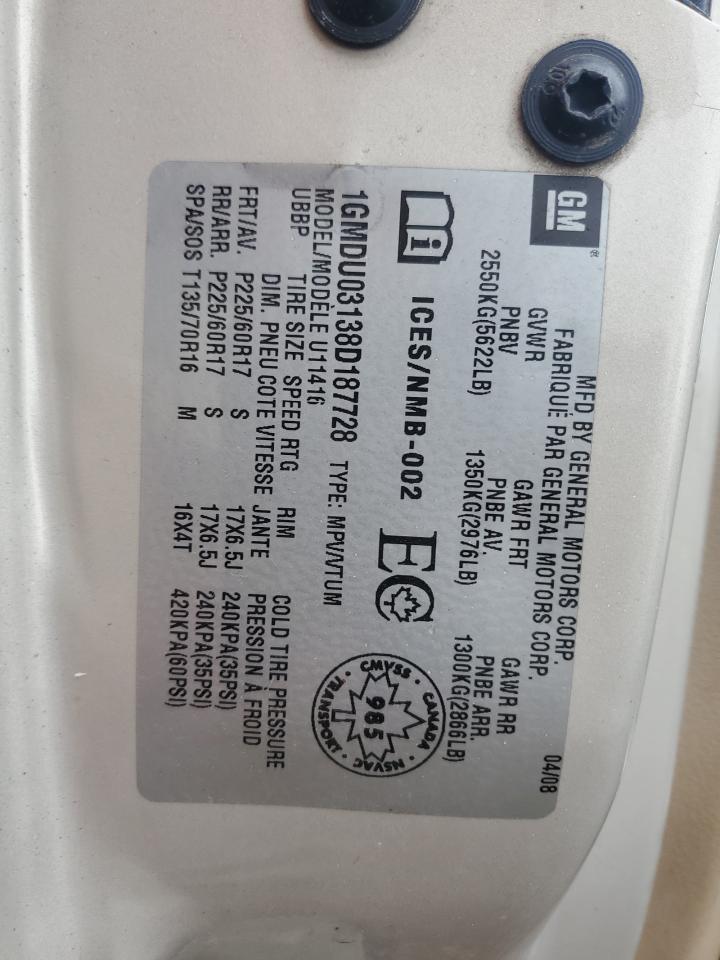 GM
MFD BY GENERAL MOTORS CORP. 04/08
FABRIQUÉ PAR GENERAL MOTORS CORP.
GVWR GAWR FRT GAWR RR
PNBV PNBE AV. PNBE ARR.
2550KG(5622LB) 1350KG(2976LB) 1300KG(2866LB)
ICES/NMB-002
CMVSS · CANADA · NSVAC · TRANSPORT ·
985
1GMDU03138D187728 TYPE: MPV/VTUM
MODEL/MODÈLE U11416
UBBP
TIRE SIZE SPEED RTG RIM COLD TIRE PRESSURE
DIM. PNEU COTE VITESSE JANTE PRESSION À FROID
FRT/AV. P225/60R17 S 17X6.5J 240KPA(35PSI)
RR/ARR. P225/60R17 S 17X6.5J 240KPA(35PSI)
SPA/SOS T135/70R16 M 16X4T 420KPA(60PSI)